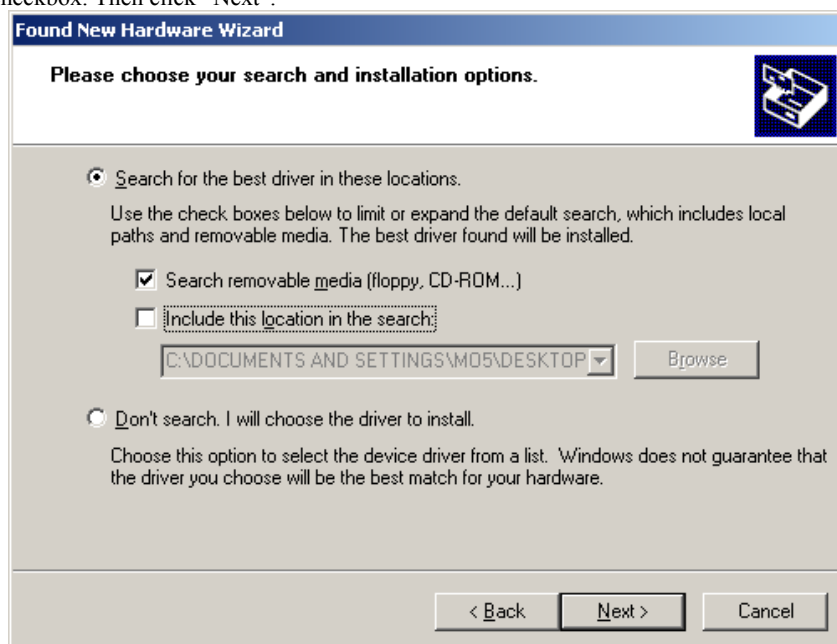 heckbox. Then click "Next".
Found New Hardware Wizard
Please choose your search and installation options.
Search for the best driver in these locations.
Use the check boxes below to limit or expand the default search, which includes local
paths and removable media. The best driver found will be installed.
Search removable media (floppy, CD-ROM...)
Include this location in the search:
C:\DOCUMENTS AND SETTINGS\MO5\DESKTOP
Browse
Don't search. I will choose the driver to install.
Choose this option to select the device driver from a list. Windows does not guarantee that
the driver you choose will be the best match for your hardware.
< Back
Next >
Cancel